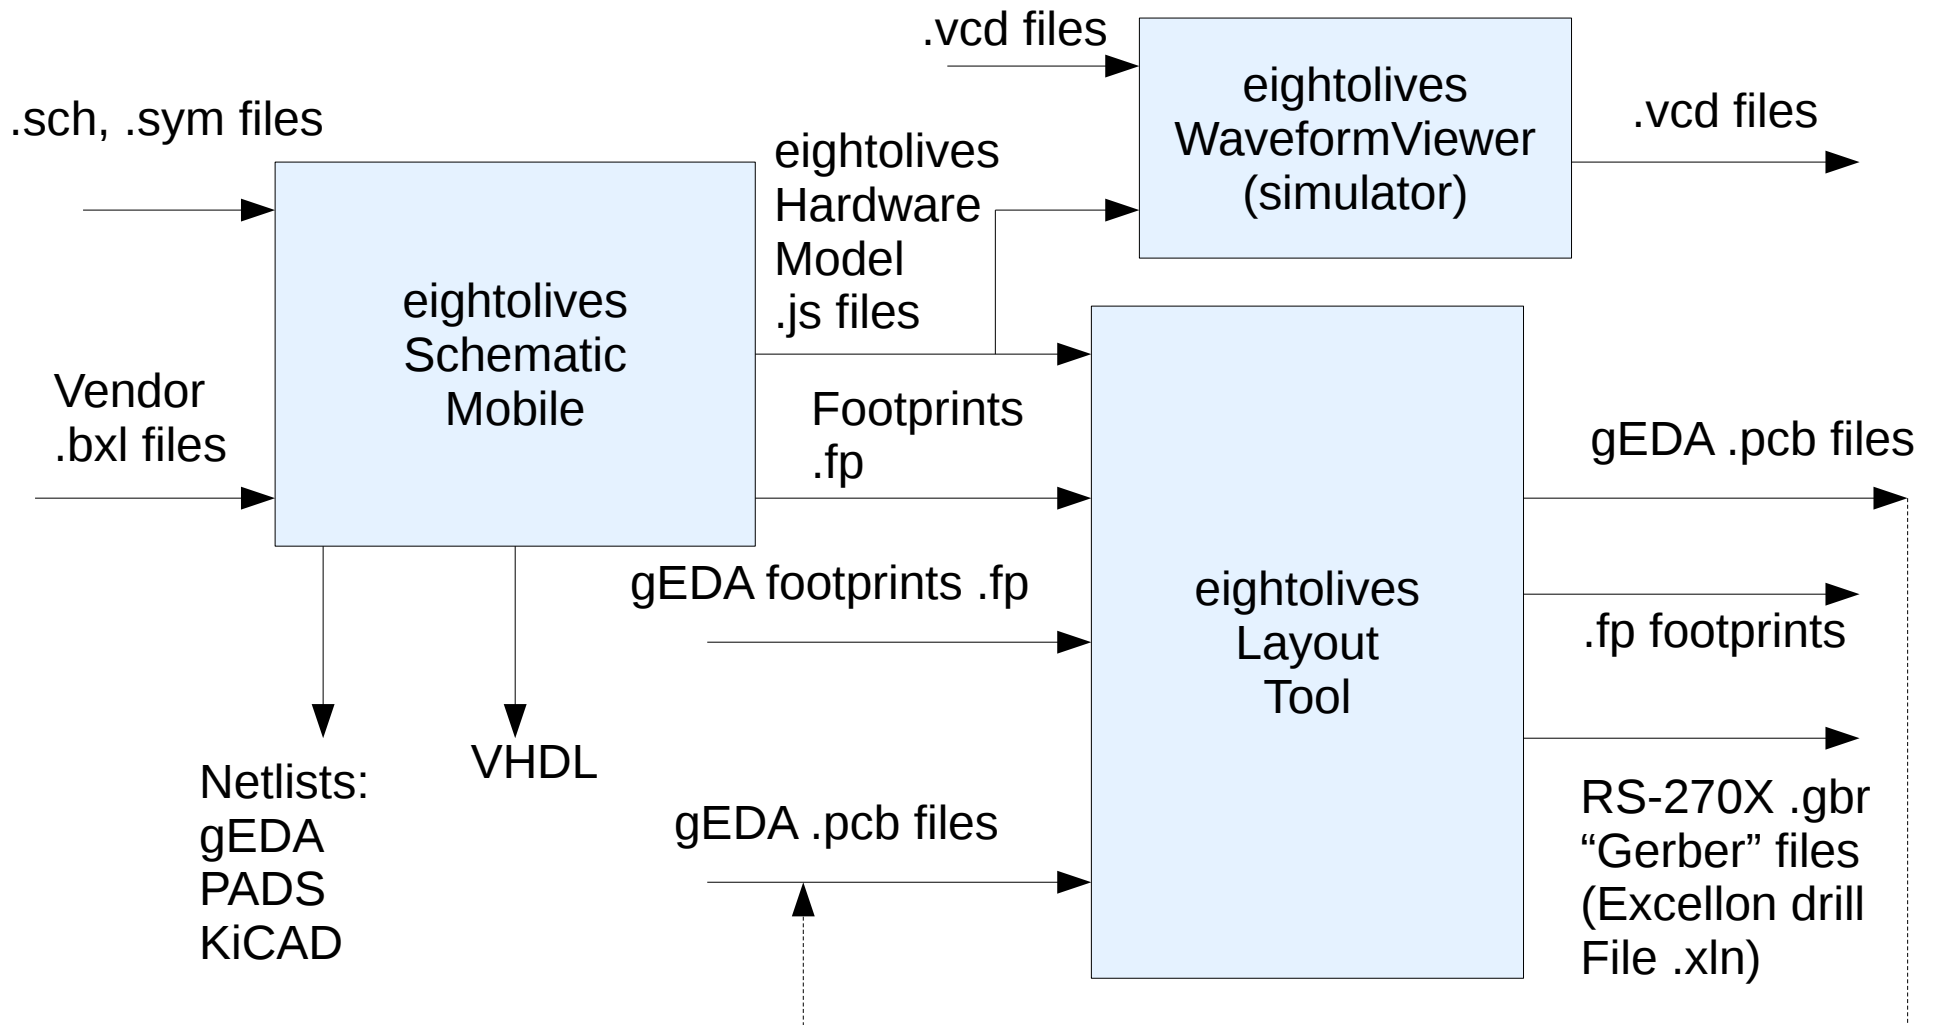 .vcd files
eightolives
WaveformViewer
(simulator)
.vcd files
.sch, .sym files
eightolives
Hardware
Model
.js files
eightolives
Schematic
Mobile
Vendor
.bxl files
Footprints
.fp
gEDA .pcb files
gEDA footprints .fp
eightolives
Layout
Tool
.fp footprints
Netlists:
gEDA
PADS
KiCAD
VHDL
gEDA .pcb files
RS-270X .gbr
“Gerber” files
(Excellon drill
File .xln)